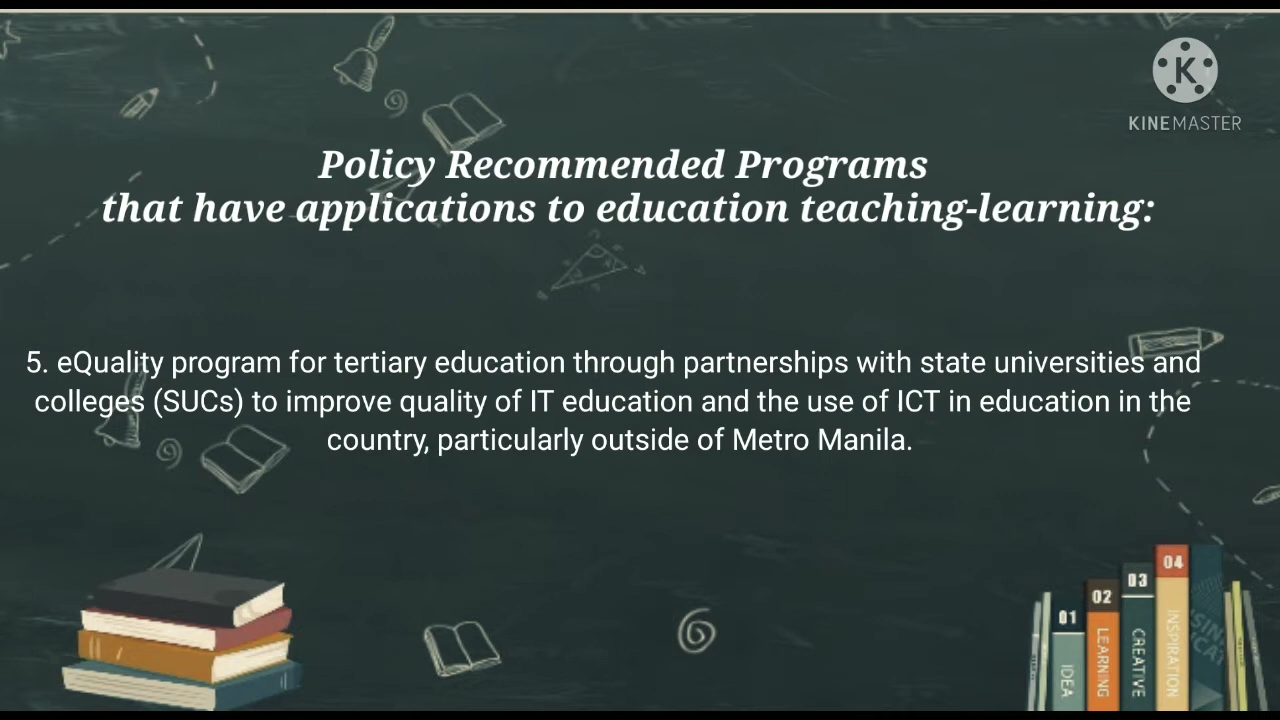 KINEMASTER
Policy Recommended Programs
that have applications to education teaching-learning:
5. eQuality program for tertiary education through partnerships with state universities and
colleges (SUCs) to improve quality of IT education and the use of ICT in education in the
country, particularly outside of Metro Manila.
01
IDEA
02
LEARNING
03
CREATIVE
04
INSPIRATION